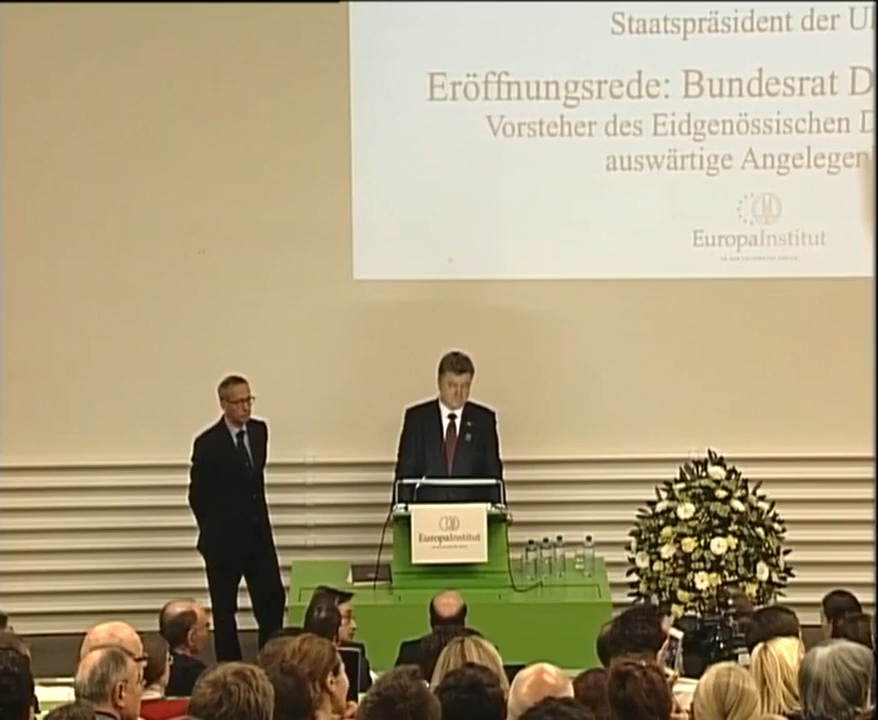 Staatspräsident der U
Eröffnungsrede: Bundesrat D
Vorsteher des Eidgenössischen D
auswärtige Angelegen
EuropaInstitut
EuropaInstitut